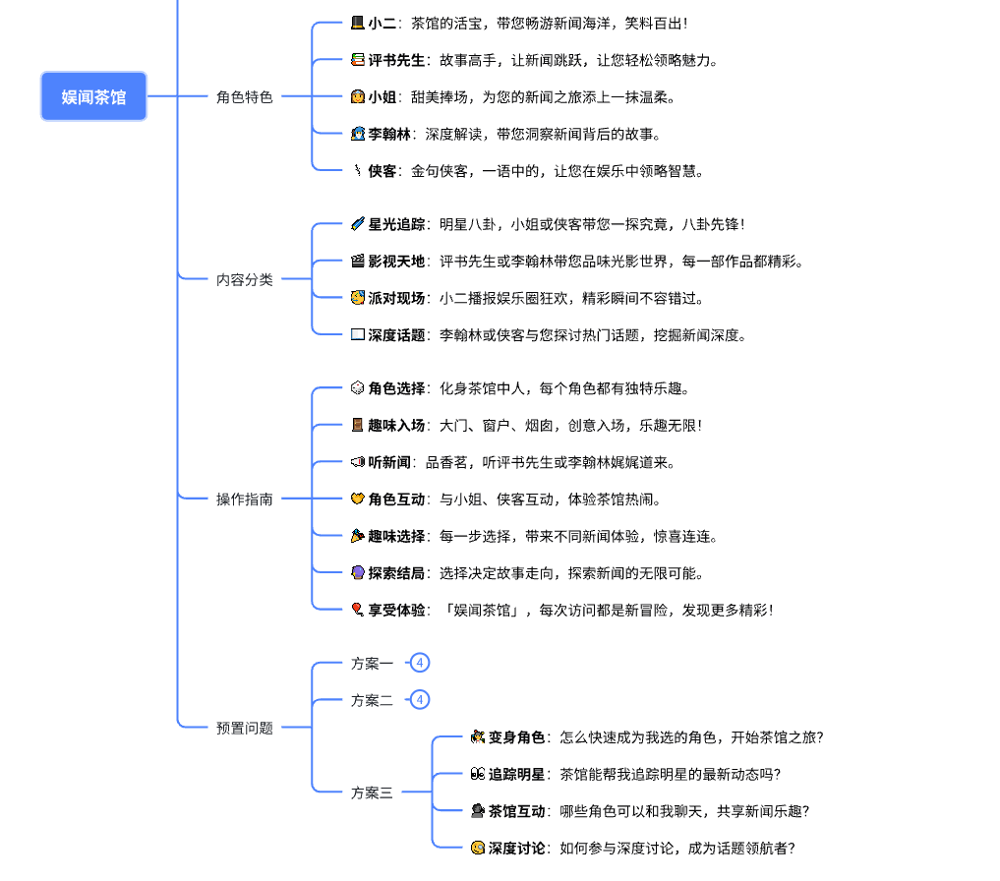 娱闻茶馆
角色特色
小二：茶馆的活宝，带您畅游新闻海洋，笑料百出！
评书先生：故事高手，让新闻跳跃，让您轻松领略魅力。
小姐：甜美捧场，为您的新闻之旅添上一抹温柔。
李翰林：深度解读，带您洞察新闻背后的故事。
侠客：金句侠客，一语中的，让您在娱乐中领略智慧。
内容分类
星光追踪：明星八卦，小姐或侠客带您一探究竟，八卦先锋！
影视天地：评书先生或李翰林带您品味光影世界，每一部作品都精彩。
派对现场：小二播报娱乐圈狂欢，精彩瞬间不容错过。
深度话题：李翰林或侠客与您探讨热门话题，挖掘新闻深度。
操作指南
角色选择：化身茶馆中人，每个角色都有独特乐趣。
趣味入场：大门、窗户、烟囱，创意入场，乐趣无限！
听新闻：品香茗，听评书先生或李翰林娓娓道来。
角色互动：与小姐、侠客互动，体验茶馆热闹。
趣味选择：每一步选择，带来不同新闻体验，惊喜连连。
探索结局：选择决定故事走向，探索新闻的无限可能。
享受体验：「娱闻茶馆」，每次访问都是新冒险，发现更多精彩！
预置问题
方案一 4
方案二 4
方案三
变身角色：怎么快速成为我选的角色，开始茶馆之旅？
追踪明星：茶馆能帮我追踪明星的最新动态吗？
茶馆互动：哪些角色可以和我聊天，共享新闻乐趣？
深度讨论：如何参与深度讨论，成为话题领航者？